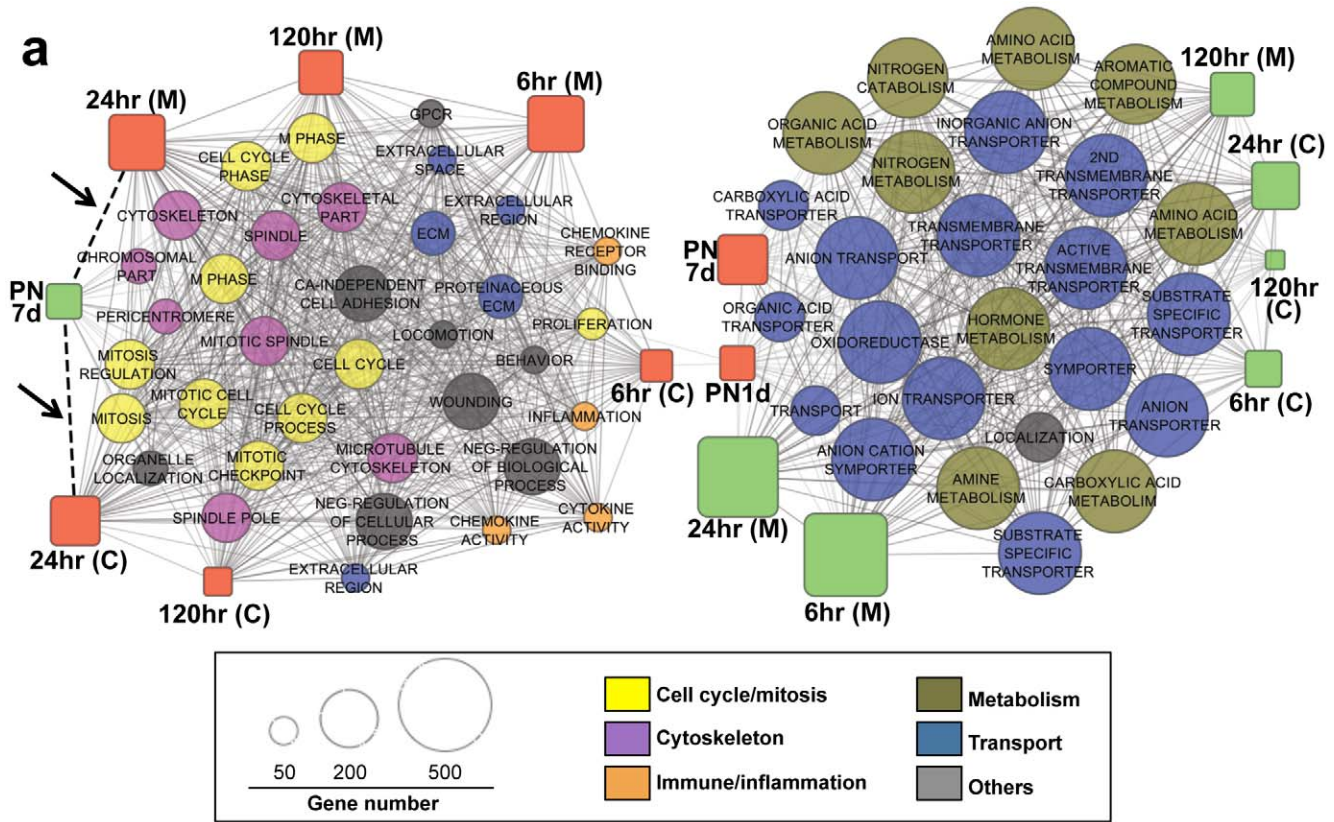 a
120hr (M)
24hr (M)
6hr (M)
GPCR
M PHASE
EXTRACELLULAR
SPACE
CELL CYCLE
PHASE
CYTOSKELETAL
PART
CYTOSKELETON
SPINDLE
EXTRACELLULAR
REGION
ECM
CHEMOKINE
RECEPTOR
BINDING
CHROMOSOMAL
PART
M PHASE
CA-INDEPENDENT
CELL ADHESION
PROTEINACEOUS
ECM
PN
7d
PERICENTROMERE
MITOTIC SPINDLE
LOCOMOTION
PROLIFERATION
MITOSIS
REGULATION
CELL CYCLE
BEHAVIOR
6hr (C)
MITOTIC CELL
CYCLE
MITOSIS
CELL CYCLE
PROCESS
WOUNDING
INFLAMMATION
ORGANELLE
LOCALIZATION
MITOTIC
CHECKPOINT
MICROTUBULE
CYTOSKELETON
NEG-REGULATION
OF BIOLOGICAL
PROCESS
SPINDLE POLE
NEG-REGULATION
OF CELLULAR
PROCESS
CHEMOKINE
ACTIVITY
CYTOKINE
ACTIVITY
24hr (C)
EXTRACELLULAR
REGION
120hr (C)
AMINO ACID
METABOLISM
120hr (M)
NITROGEN
CATABOLISM
AROMATIC
COMPOUND
METABOLISM
ORGANIC ACID
METABOLISM
INORGANIC ANION
TRANSPORTER
24hr (C)
NITROGEN
METABOLISM
2ND
TRANSMEMBRANE
TRANSPORTER
CARBOXYLIC ACID
TRANSPORTER
AMINO ACID
METABOLISM
PN
7d
ANION TRANSPORT
TRANSMEMBRANE
TRANSPORTER
ACTIVE
TRANSMEMBRANE
TRANSPORTER
120hr
(C)
ORGANIC ACID
TRANSPORTER
SUBSTRATE
SPECIFIC
TRANSPORTER
HORMONE
METABOLISM
OXIDOREDUCTASE
PN1d
SYMPORTER
6hr (C)
TRANSPORT
ION TRANSPORTER
ANION
TRANSPORTER
LOCALIZATION
ANION CATION
SYMPORTER
24hr (M)
AMINE
METABOLISM
CARBOXYLIC ACID
METABOLIM
SUBSTRATE
SPECIFIC
TRANSPORTER
6hr (M)
50 200 500
Gene number
Cell cycle/mitosis
Cytoskeleton
Immune/inflammation
Metabolism
Transport
Others